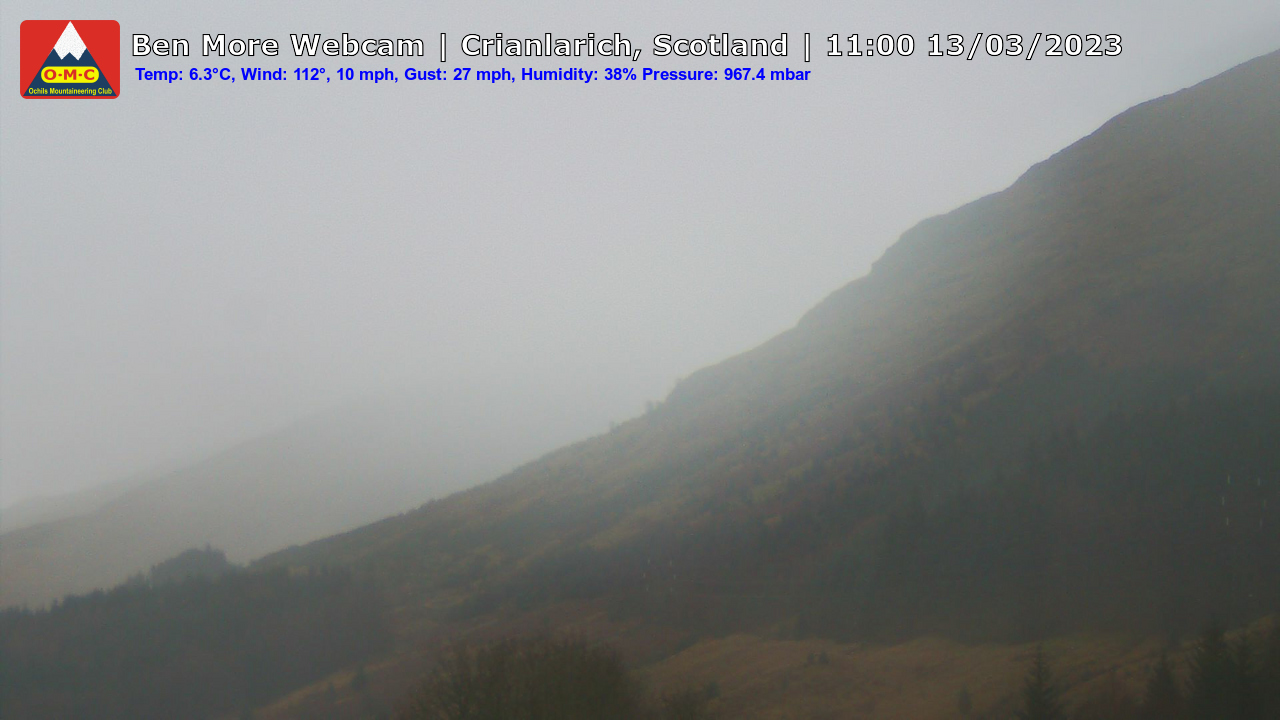 Ben More Webcam | Crianlarich, Scotland | 11:00 13/03/2023
Temp: 6.3°C, Wind: 112°, 10 mph, Gust: 27 mph, Humidity: 38% Pressure: 967.4 mbar
O·M·C
Ochils Mountaineering Club